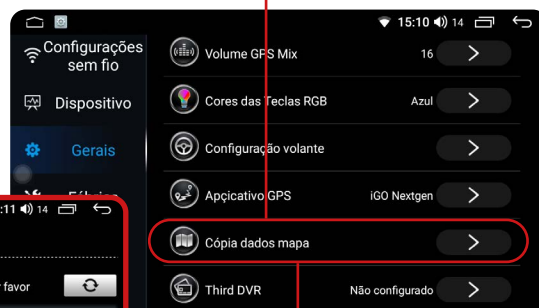 15:10 14
Configurações
sem fio
Dispositivo
Gerais
Volume GPS Mix 16
Cores das Teclas RGB Azul
Configuração volante
Apçicativo GPS iGO Nextgen
Cópia dados mapa
Third DVR Não configurado
:11 14
favor